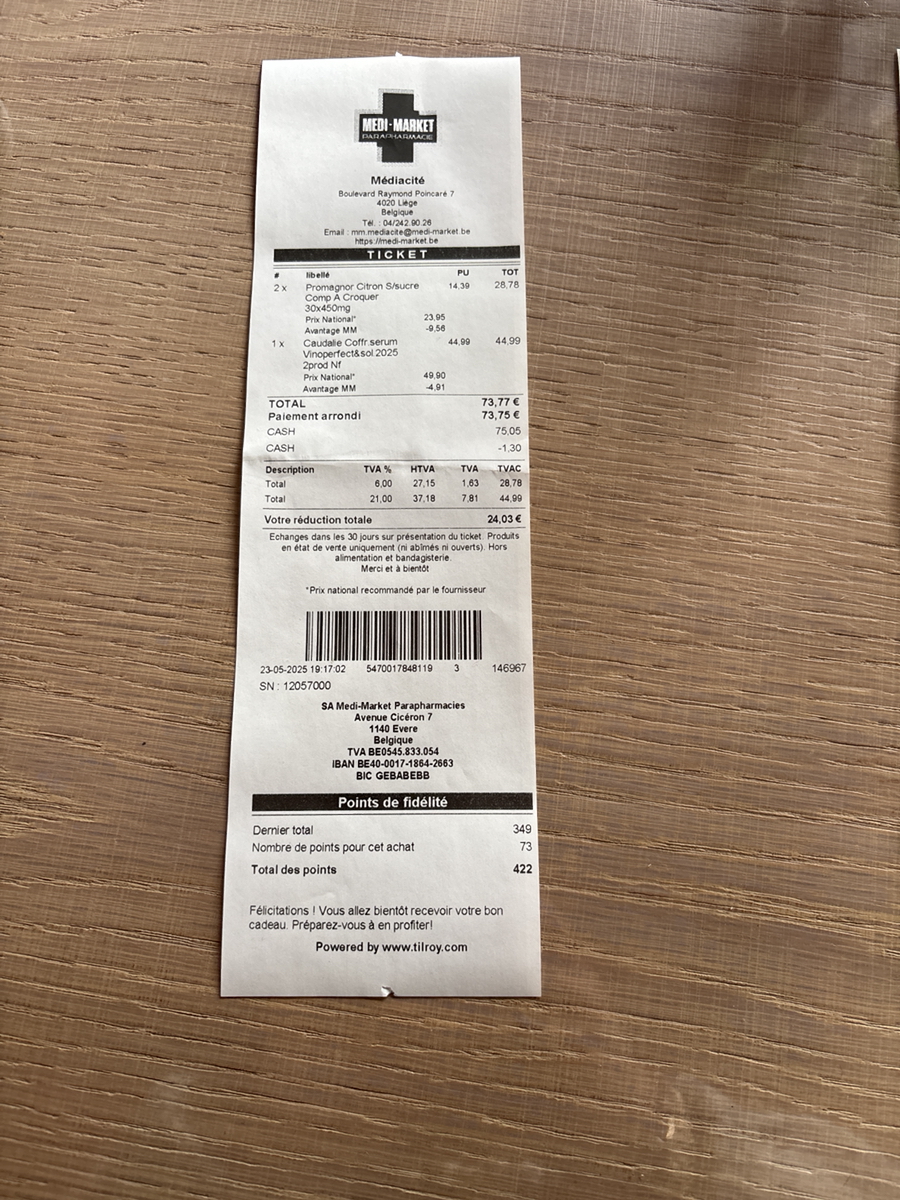 MEDI-MARKET
PARAPHARMACIE
Médiacité
Boulevard Raymond Poincaré 7
4020 Liège
Belgique
Tél. : 04/242.90.26
Email : mm.mediacite@medi-market.be
https://medi-market.be
TICKET
# libellé PU TOT
2 x Promagnor Citron S/sucre 14,39 28,78
Comp A Croquer
30x450mg
Prix National* 23,95
Avantage MM -9,56
1 x Caudalie Coffr.serum 44,99 44,99
Vinoperfect&sol.2025
2prod Nf
Prix National* 49,90
Avantage MM -4,91
TOTAL 73,77 €
Paiement arrondi 73,75 €
CASH 75,05
CASH -1,30
Description TVA % HTVA TVA TVAC
Total 6,00 27,15 1,63 28,78
Total 21,00 37,18 7,81 44,99
Votre réduction totale 24,03 €
Echanges dans les 30 jours sur présentation du ticket. Produits
en état de vente uniquement (ni abîmés ni ouverts). Hors
alimentation et bandagisterie.
Merci et à bientôt
*Prix national recommandé par le fournisseur
23-05-2025 19:17:02 5470017848119 3 146967
SN : 12057000
SA Medi-Market Parapharmacies
Avenue Cicéron 7
1140 Evere
Belgique
TVA BE0545.833.054
IBAN BE40-0017-1864-2663
BIC GEBABEBB
Points de fidélité
Dernier total 349
Nombre de points pour cet achat 73
Total des points 422
Félicitations ! Vous allez bientôt recevoir votre bon
cadeau. Préparez-vous à en profiter!
Powered by www.tilroy.com